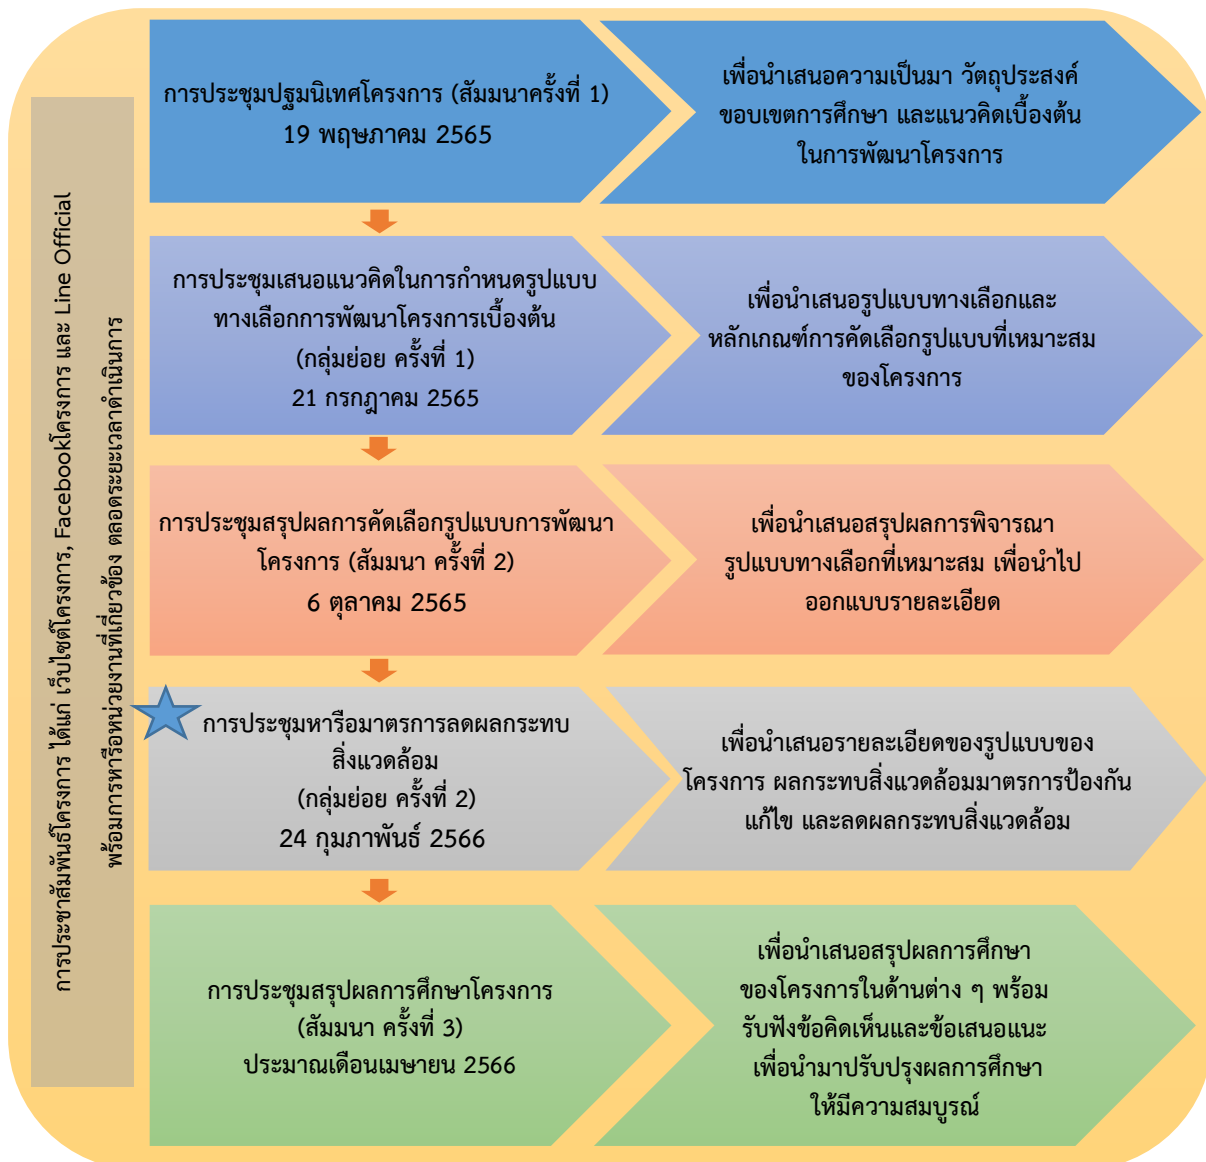 การประชาสัมพันธ์โครงการ ได้แก่ เว็บไซต์โครงการ, Facebookโครงการ และ Line Official
พร้อมการหารือหน่วยงานที่เกี่ยวข้อง ตลอดระยะเวลาดำเนินการ
การประชุมปฐมนิเทศโครงการ (สัมมนาครั้งที่ 1)
19 พฤษภาคม 2565
เพื่อนำเสนอความเป็นมา วัตถุประสงค์
ขอบเขตการศึกษา และแนวคิดเบื้องต้น
ในการพัฒนาโครงการ
การประชุมเสนอแนวคิดในการกำหนดรูปแบบ
ทางเลือกการพัฒนาโครงการเบื้องต้น
(กลุ่มย่อย ครั้งที่ 1)
21 กรกฎาคม 2565
เพื่อนำเสนอรูปแบบทางเลือกและ
หลักเกณฑ์การคัดเลือกรูปแบบที่เหมาะสม
ของโครงการ
การประชุมสรุปผลการคัดเลือกรูปแบบการพัฒนา
โครงการ (สัมมนา ครั้งที่ 2)
6 ตุลาคม 2565
เพื่อนำเสนอสรุปผลการพิจารณา
รูปแบบทางเลือกที่เหมาะสม เพื่อนำไป
ออกแบบรายละเอียด
การประชุมหารือมาตรการลดผลกระทบ
สิ่งแวดล้อม
(กลุ่มย่อย ครั้งที่ 2)
24 กุมภาพันธ์ 2566
เพื่อนำเสนอรายละเอียดของรูปแบบของ
โครงการ ผลกระทบสิ่งแวดล้อมมาตรการป้องกัน
แก้ไข และลดผลกระทบสิ่งแวดล้อม
การประชุมสรุปผลการศึกษาโครงการ
(สัมมนา ครั้งที่ 3)
ประมาณเดือนเมษายน 2566
เพื่อนำเสนอสรุปผลการศึกษา
ของโครงการในด้านต่าง ๆ พร้อม
รับฟังข้อคิดเห็นและข้อเสนอแนะ
เพื่อนำมาปรับปรุงผลการศึกษา
ให้มีความสมบูรณ์